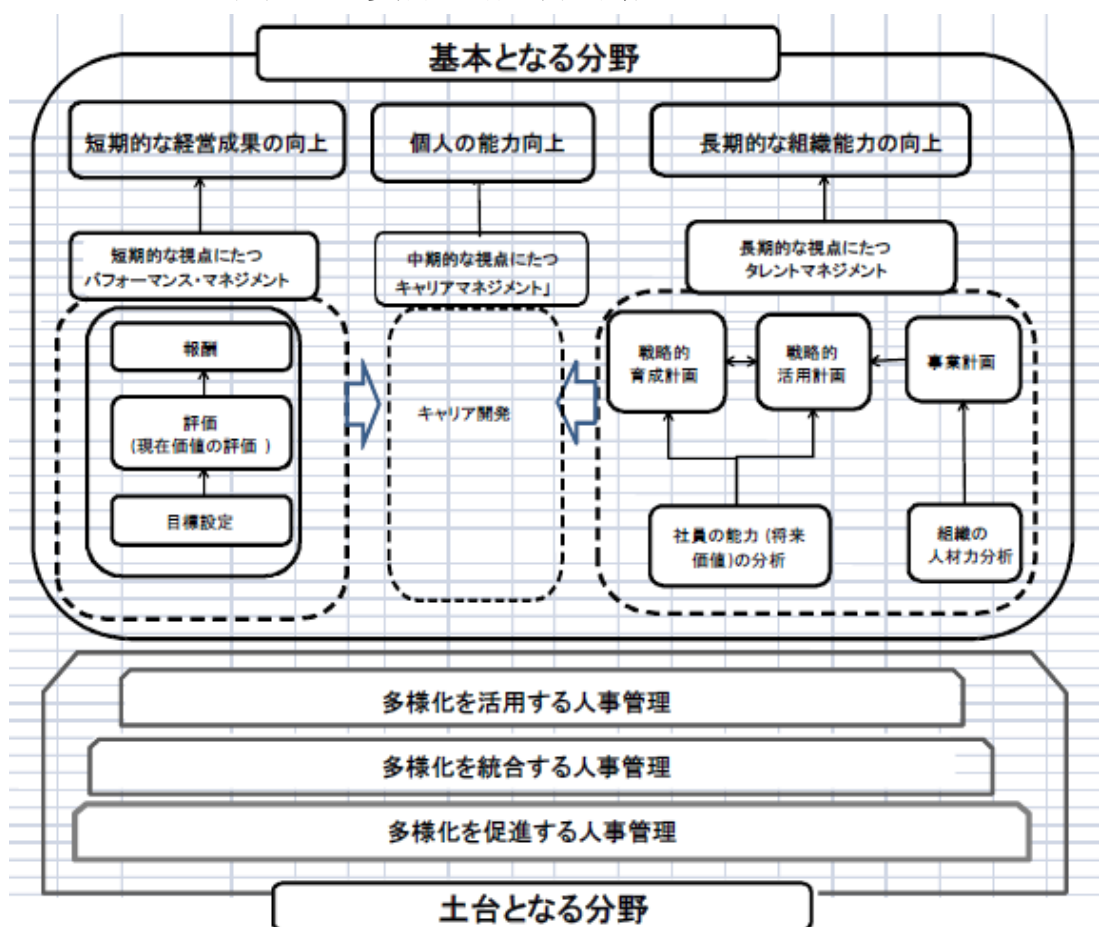 基本となる分野
短期的な経営成果の向上
個人の能力向上
長期的な組織能力の向上
短期的な視点にたつ
パフォーマンス・マネジメント
中期的な視点にたつ
キャリアマネジメント」
長期的な視点にたつ
タレントマネジメント
報酬
評価
(現在価値の評価 )
目標設定
キャリア開発
戦略的
育成計画
戦略的
活用計画
事業計画
社員の能力 (将来
価値)の分析
組織の
人材力分析
多様化を活用する人事管理
多様化を統合する人事管理
多様化を促進する人事管理
土台となる分野